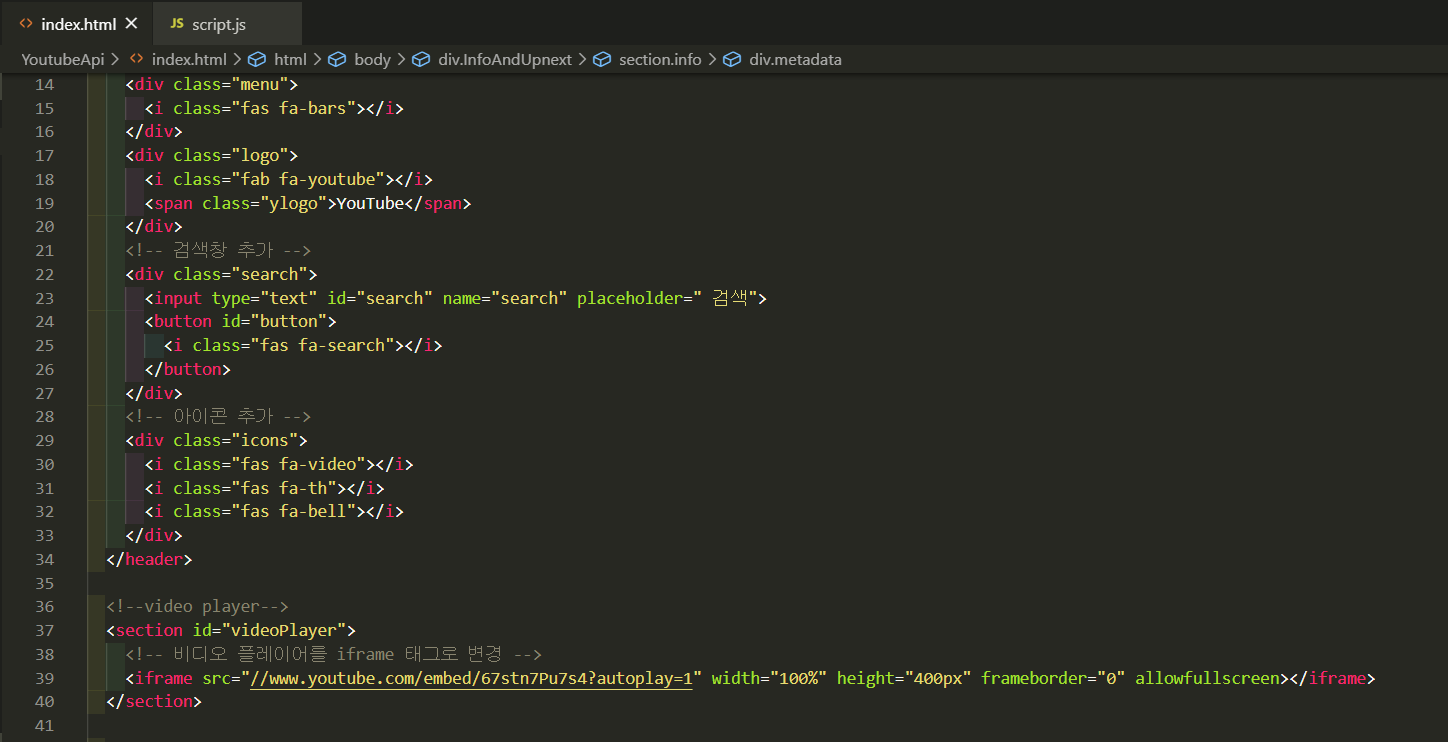 <> index.html ✕ JS script.js
YoutubeApi > <> index.html > html > body > div.InfoAndUpnext > section.info > div.metadata
14 <div class="menu">
15 <i class="fas fa-bars"></i>
16 </div>
17 <div class="logo">
18 <i class="fab fa-youtube"></i>
19 <span class="ylogo">YouTube</span>
20 </div>
21 <!-- 검색창 추가 -->
22 <div class="search">
23 <input type="text" id="search" name="search" placeholder=" 검색">
24 <button id="button">
25 <i class="fas fa-search"></i>
26 </button>
27 </div>
28 <!-- 아이콘 추가 -->
29 <div class="icons">
30 <i class="fas fa-video"></i>
31 <i class="fas fa-th"></i>
32 <i class="fas fa-bell"></i>
33 </div>
34 </header>
35
36 <!--video player-->
37 <section id="videoPlayer">
38 <!-- 비디오 플레이어를 iframe 태그로 변경 -->
39 <iframe src="//www.youtube.com/embed/67stn7Pu7s4?autoplay=1" width="100%" height="400px" frameborder="0" allowfullscreen></iframe>
40 </section>
41